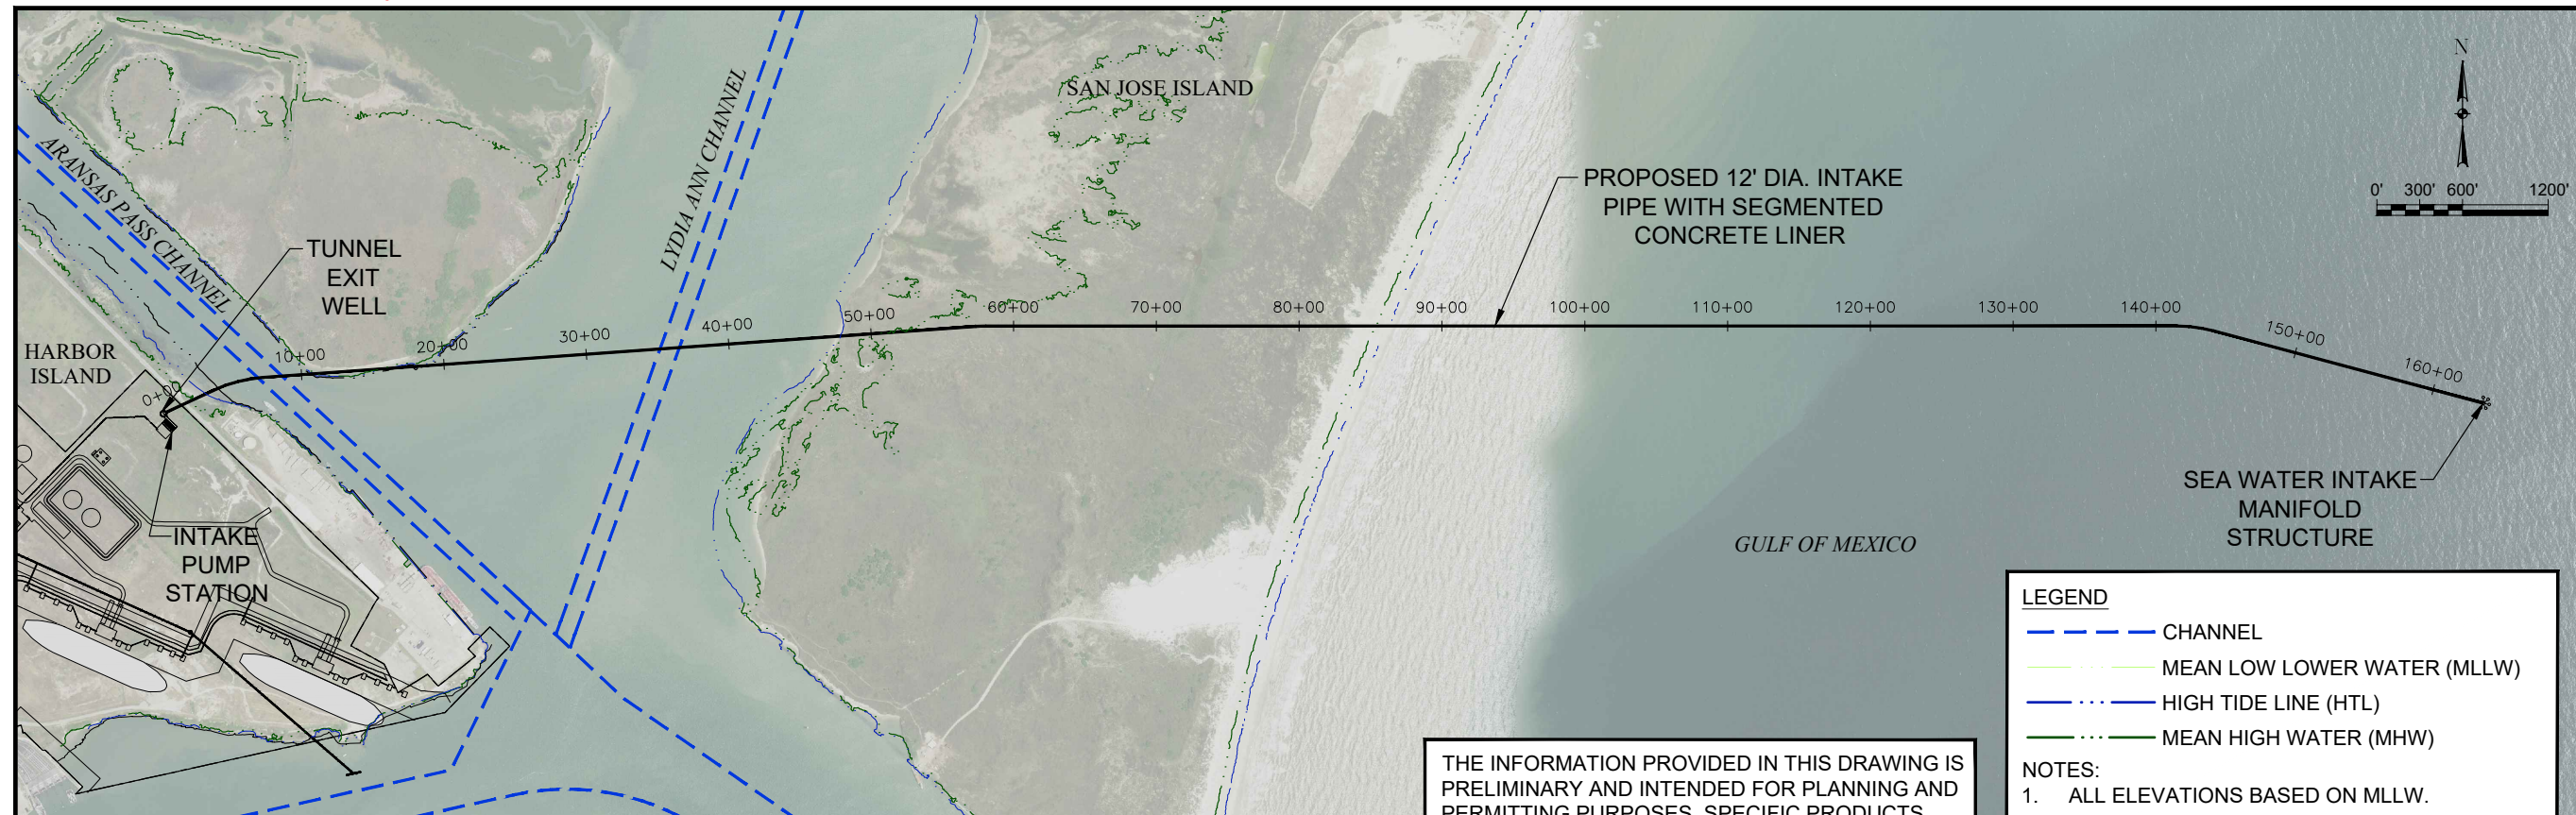 SAN JOSE ISLAND
N
LYDIA ANN CHANNEL
ARANSAS PASS CHANNEL
PROPOSED 12' DIA. INTAKE
PIPE WITH SEGMENTED
CONCRETE LINER
0' 300' 600' 1200'
TUNNEL
EXIT
WELL
HARBOR
ISLAND
0+00
10+00
20+00
30+00
40+00
50+00
60+00
70+00
80+00
90+00
100+00
110+00
120+00
130+00
140+00
150+00
160+00
INTAKE
PUMP
STATION
SEA WATER INTAKE
MANIFOLD
STRUCTURE
GULF OF MEXICO
LEGEND
CHANNEL
MEAN LOW LOWER WATER (MLLW)
HIGH TIDE LINE (HTL)
MEAN HIGH WATER (MHW)
NOTES:
1. ALL ELEVATIONS BASED ON MLLW.
THE INFORMATION PROVIDED IN THIS DRAWING IS
PRELIMINARY AND INTENDED FOR PLANNING AND
PERMITTING PURPOSES. SPECIFIC PRODUCTS